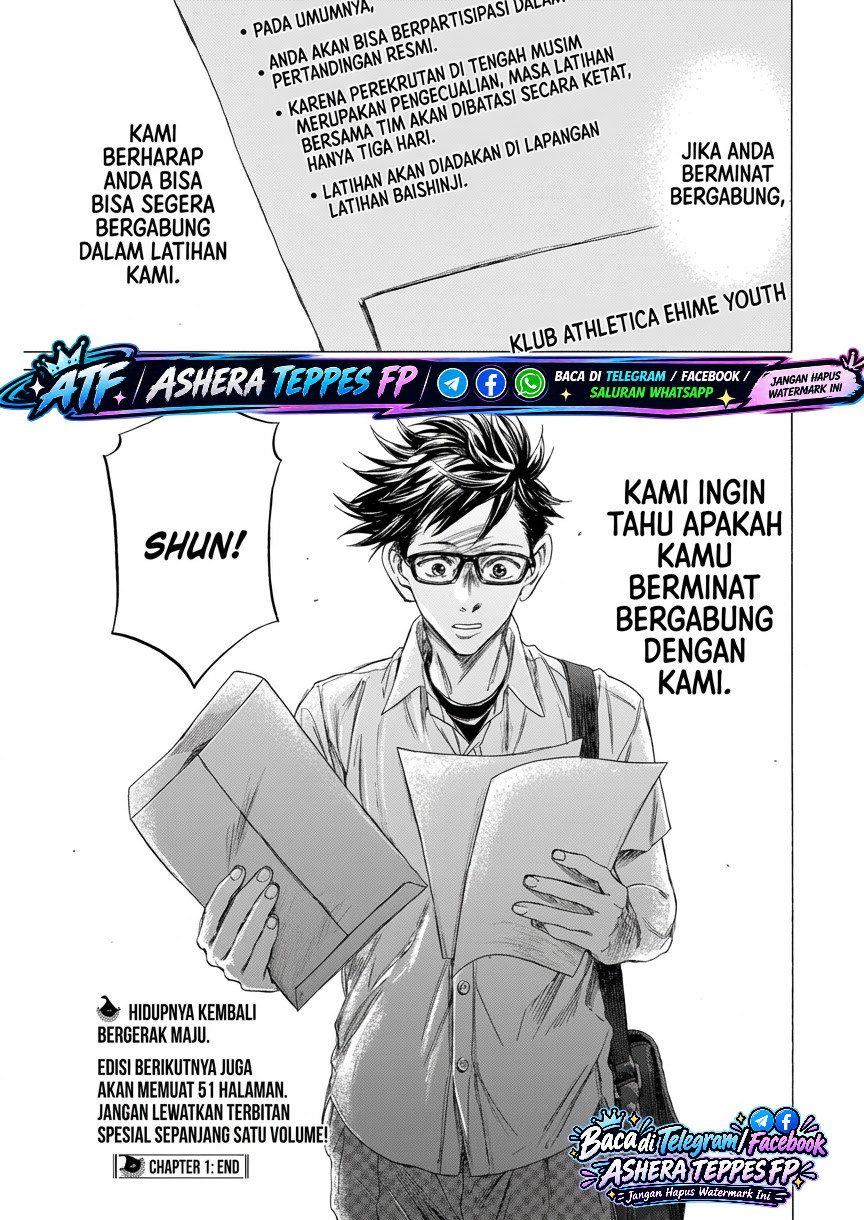 • PADA UMUMNYA,
• ANDA AKAN BISA BERPARTISIPASI DALAM
PERTANDINGAN RESMI.
• KARENA PEREKRUTAN DI TENGAH MUSIM
MERUPAKAN PENGECUALIAN, MASA LATIHAN
BERSAMA TIM AKAN DIBATASI SECARA KETAT,
HANYA TIGA HARI.
• LATIHAN AKAN DIADAKAN DI LAPANGAN
LATIHAN BAISHINJI.
JIKA ANDA
BERMINAT
BERGABUNG,
KAMI
BERHARAP
ANDA BISA
BISA SEGERA
BERGABUNG
DALAM LATIHAN
KAMI.
KLUB ATHLETICA EHIME YOUTH
ATF
ASHERA TEPPES FP
BACA DI TELEGRAM / FACEBOOK /
SALURAN WHATSAPP
JANGAN HAPUS
WATERMARK INI
KAMI INGIN
TAHU APAKAH
KAMU
BERMINAT
BERGABUNG
DENGAN
KAMI.
SHUN!
HIDUPNYA KEMBALI
BERGERAK MAJU.
EDISI BERIKUTNYA JUGA
AKAN MEMUAT 51 HALAMAN.
JANGAN LEWATKAN TERBITAN
SPESIAL SEPANJANG SATU VOLUME!
CHAPTER 1: END
Baca di Telegram/Facebook
ASHERA TEPPES FP
Jangan Hapus Watermark Ini